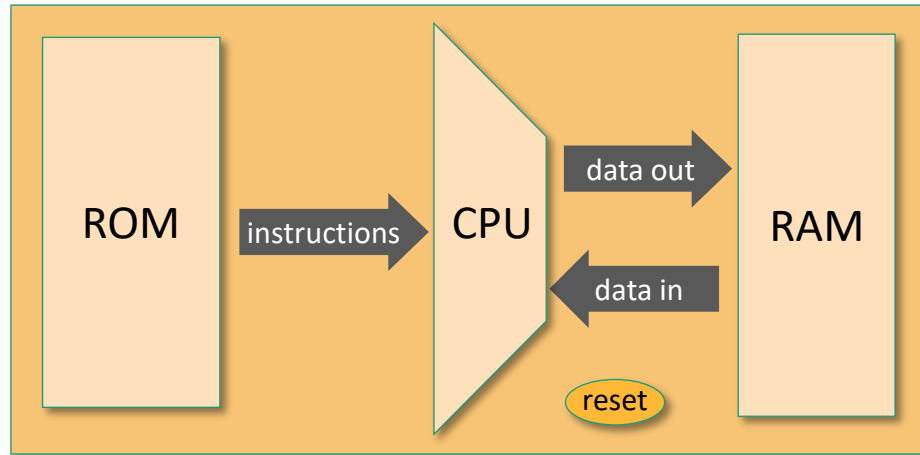 ROM
instructions
CPU
data out
data in
RAM
reset